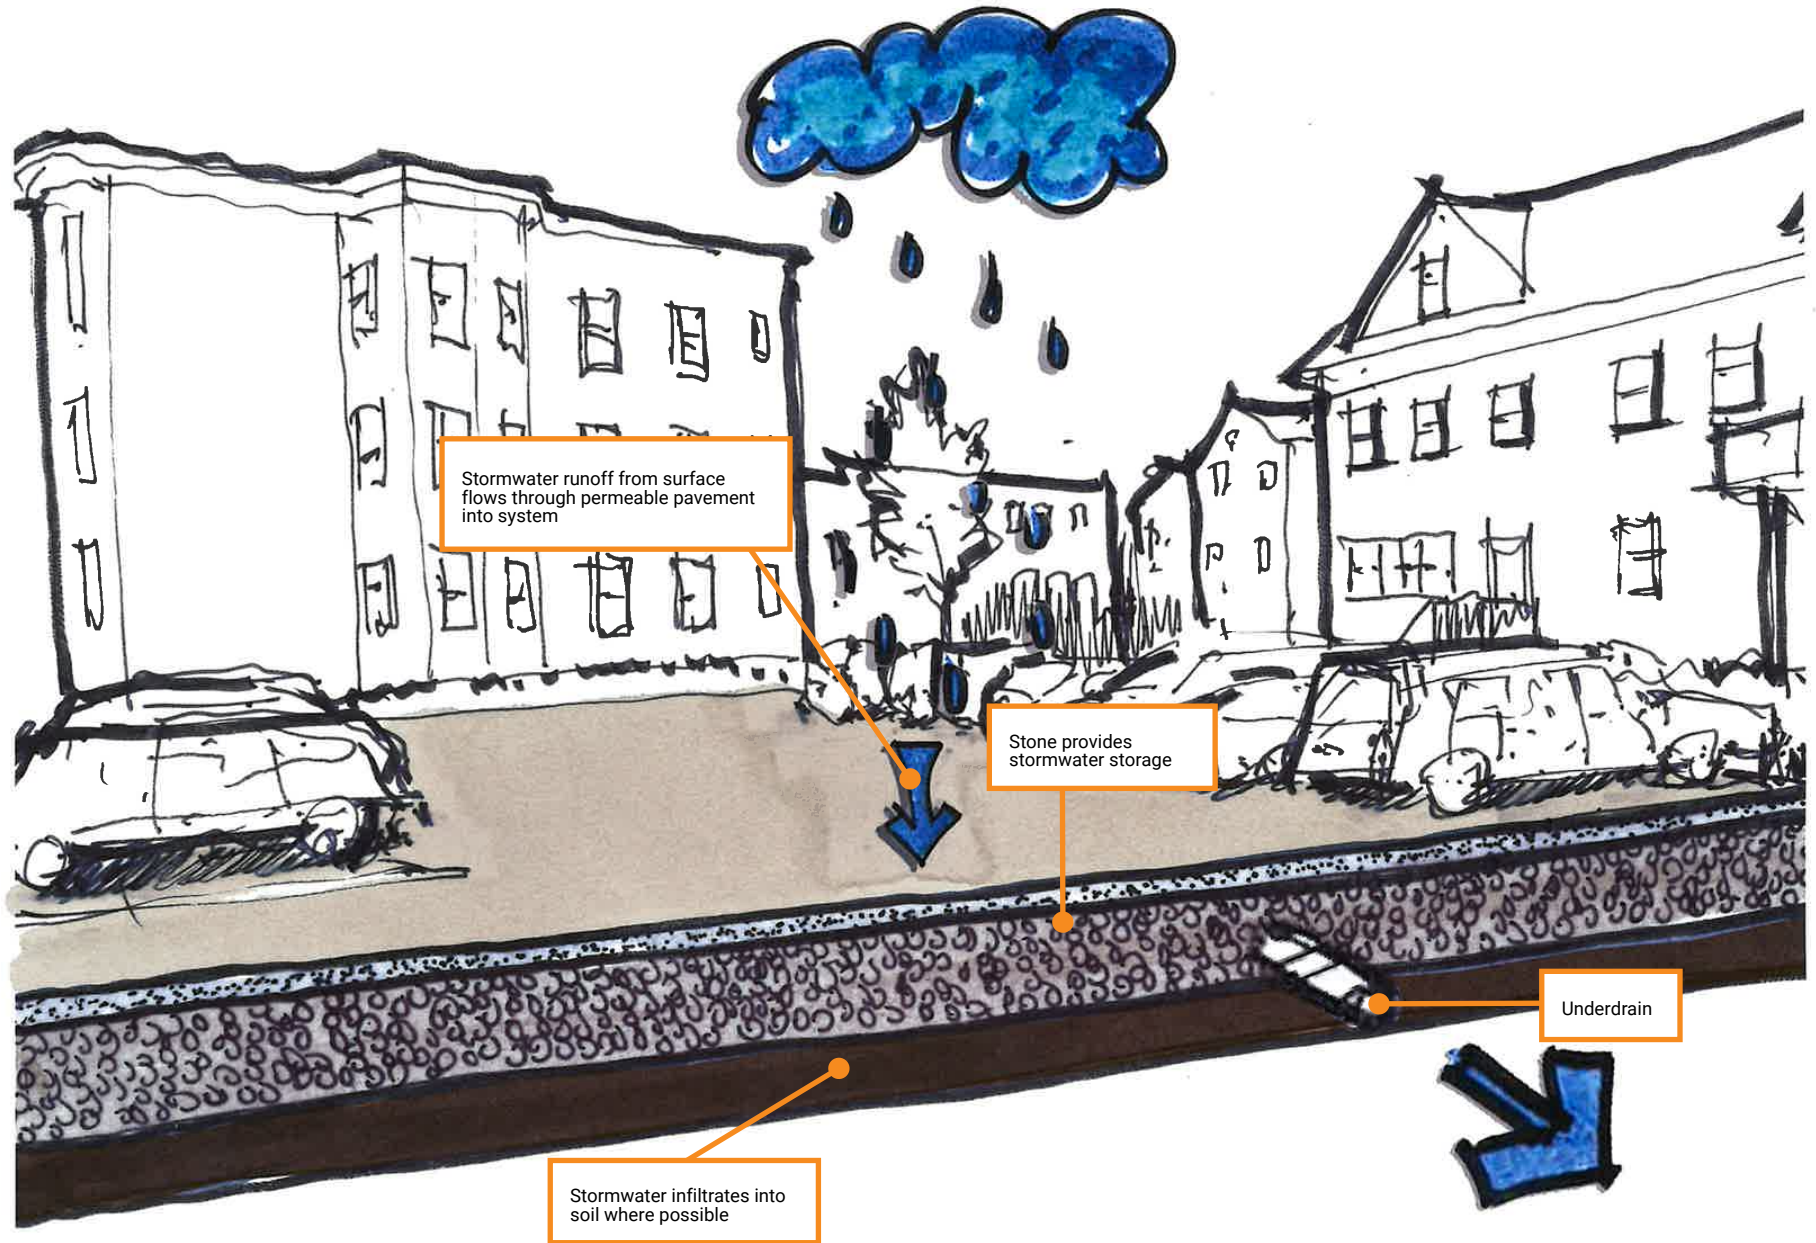 Stormwater runoff from surface
flows through permeable pavement
into system
Stone provides
stormwater storage
Underdrain
Stormwater infiltrates into
soil where possible